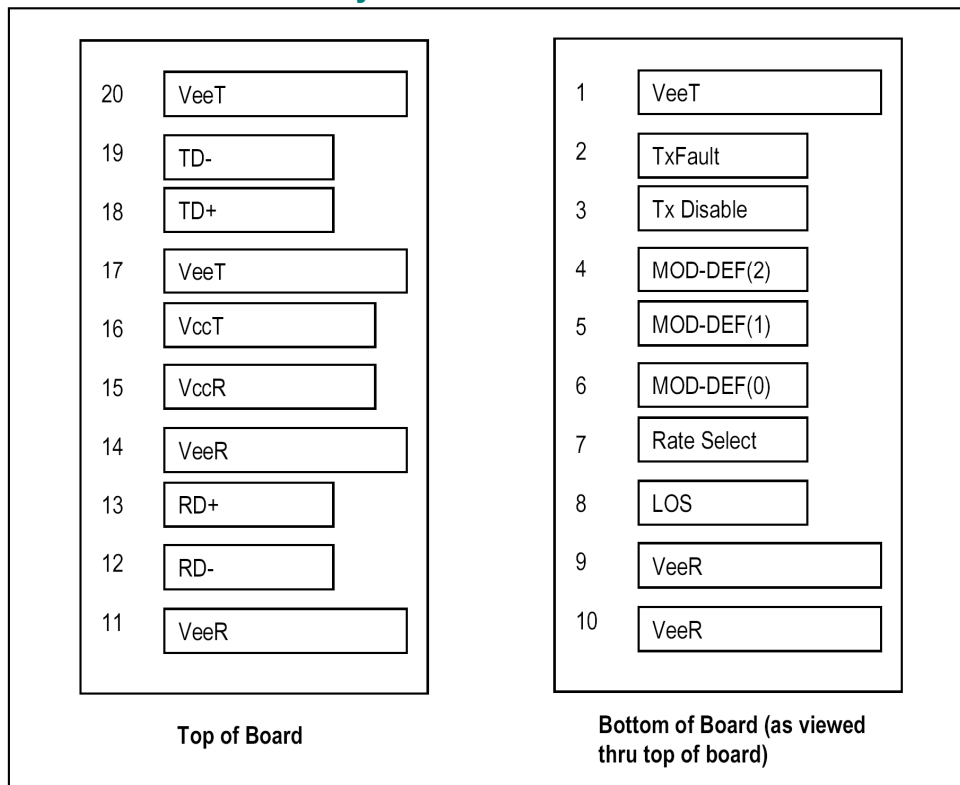 20 VeeT
19 TD-
18 TD+
17 VeeT
16 VccT
15 VccR
14 VeeR
13 RD+
12 RD-
11 VeeR
Top of Board
1 VeeT
2 TxFault
3 Tx Disable
4 MOD-DEF(2)
5 MOD-DEF(1)
6 MOD-DEF(0)
7 Rate Select
8 LOS
9 VeeR
10 VeeR
Bottom of Board (as viewed
thru top of board)